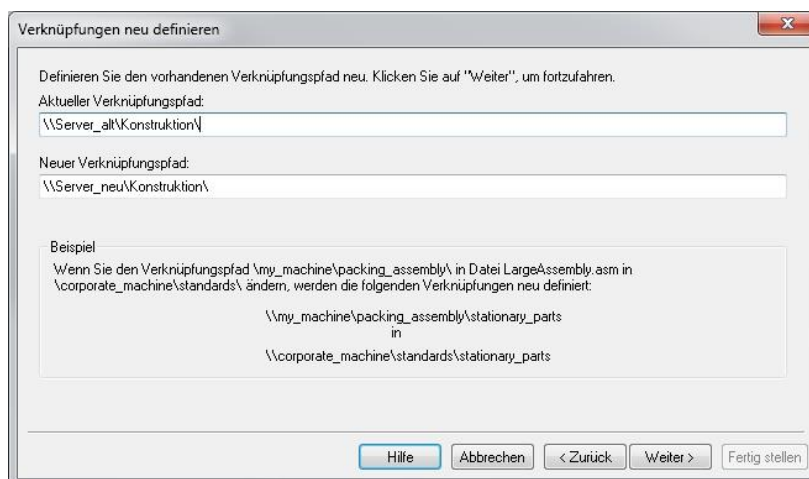 Verknüpfungen neu definieren
Definieren Sie den vorhandenen Verknüpfungspfad neu. Klicken Sie auf "Weiter", um fortzufahren.
Aktueller Verknüpfungspfad:
\\Server_alt\Konstruktion\
Neuer Verknüpfungspfad:
\\Server_neu\Konstruktion\
Beispiel
Wenn Sie den Verknüpfungspfad \my_machine\packing_assembly\ in Datei LargeAssembly.asm in
\corporate_machine\standards\ ändern, werden die folgenden Verknüpfungen neu definiert:
\\my_machine\packing_assembly\stationary_parts
in
\\corporate_machine\standards\stationary_parts
Hilfe
Abbrechen
< Zurück
Weiter >
Fertig stellen